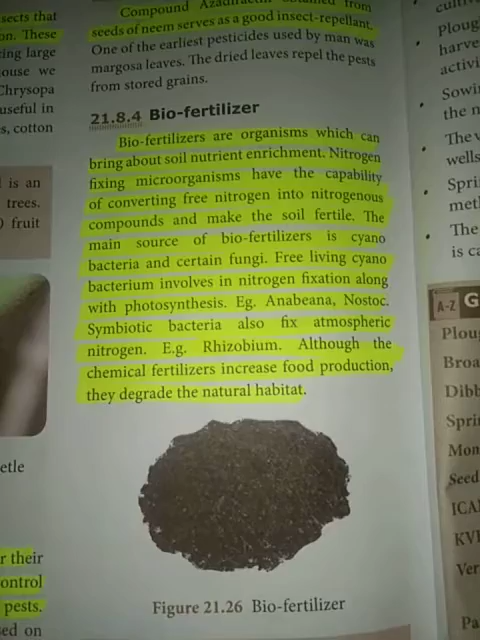 sects that
on. These
ing large
ouse we
Chrysopa
useful in
s, cotton
l is an
trees.
fruit
etle
r their
ontrol
pests.
ed on
Compound Azadirachtin obtained from
seeds of neem serves as a good insect-repellant.
One of the earliest pesticides used by man was
margosa leaves. The dried leaves repel the pests
from stored grains.
21.8.4 Bio-fertilizer
Bio-fertilizers are organisms which can
bring about soil nutrient enrichment. Nitrogen
fixing microorganisms have the capability
of converting free nitrogen into nitrogenous
compounds and make the soil fertile. The
main source of bio-fertilizers is cyano
bacteria and certain fungi. Free living cyano
bacterium involves in nitrogen fixation along
with photosynthesis. Eg. Anabeana, Nostoc.
Symbiotic bacteria also fix atmospheric
nitrogen. E.g. Rhizobium. Although the
chemical fertilizers increase food production,
they degrade the natural habitat.
Figure 21.26 Bio-fertilizer
cultiv
• Ploug
harve
activi
• Sowin
the n
• The v
wells
• Spri
met
• The
is ca
A-Z G
Plou
Broa
Dibb
Sprin
Mon
Seed
ICA
KVK
Ver
Pa